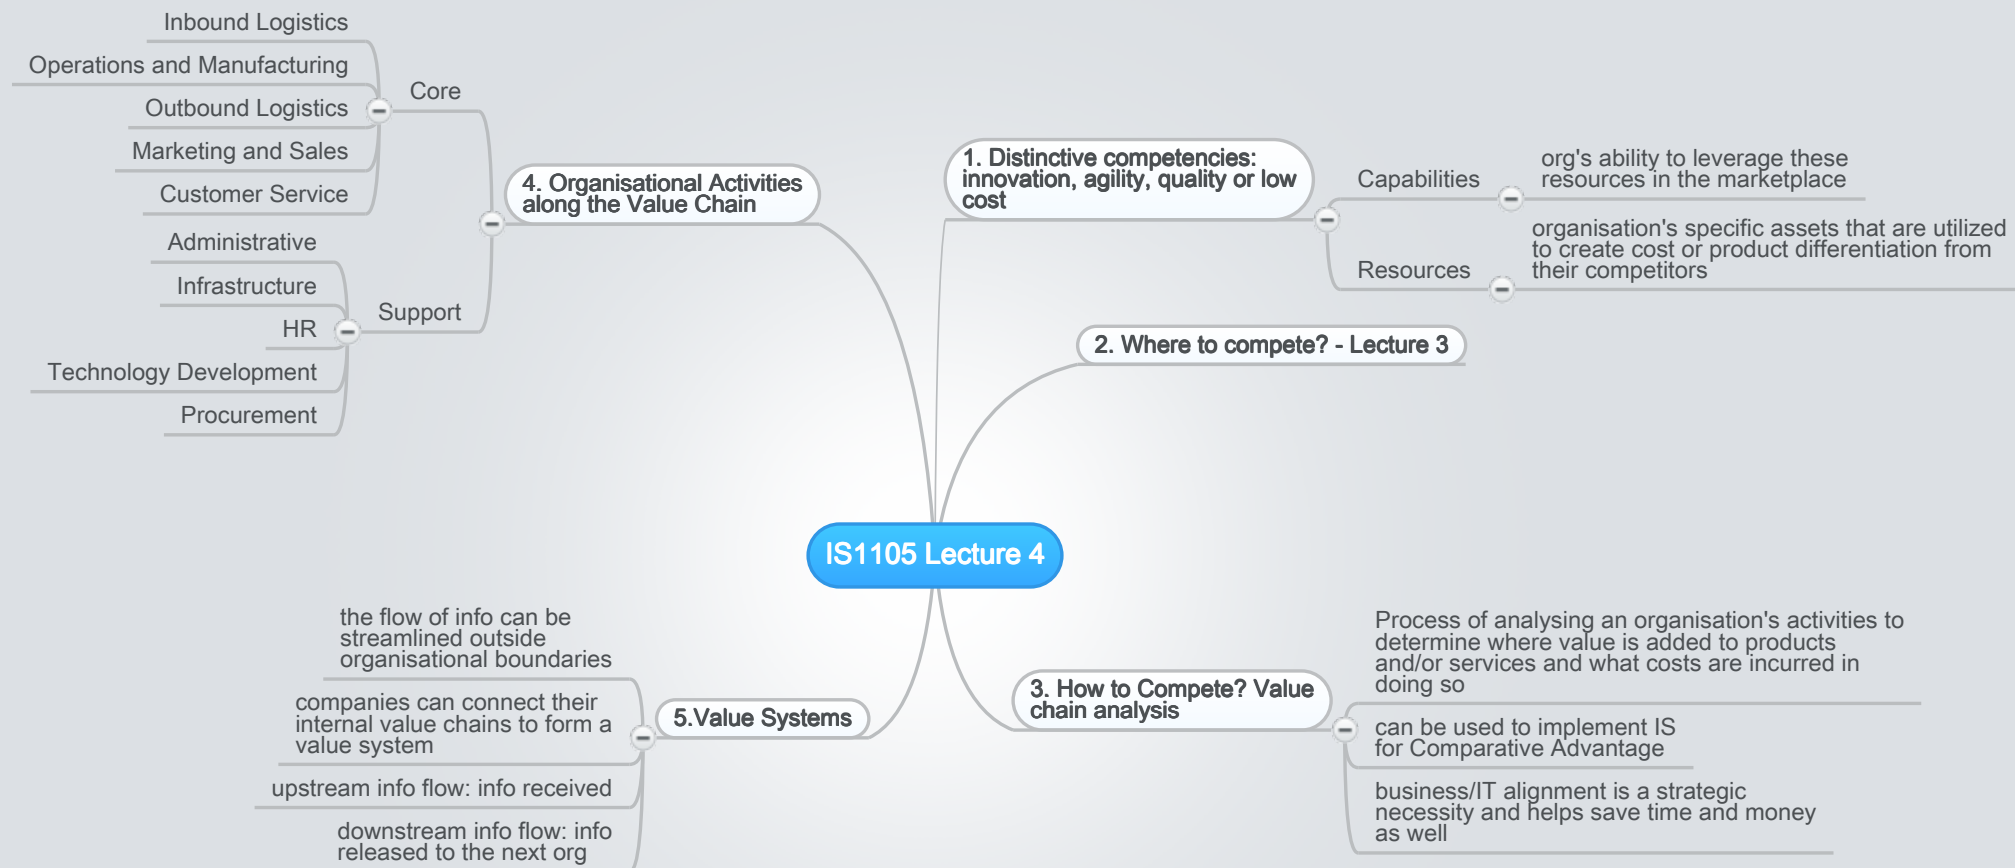 IS1105 Lecture 4
1. Distinctive competencies:
innovation, agility, quality or low
cost
Capabilities
org's ability to leverage these
resources in the marketplace
Resources
organisation's specific assets that are utilized
to create cost or product differentiation from
their competitors
2. Where to compete? - Lecture 3
3. How to Compete? Value
chain analysis
Process of analysing an organisation's activities to
determine where value is added to products
and/or services and what costs are incurred in
doing so
can be used to implement IS
for Comparative Advantage
business/IT alignment is a strategic
necessity and helps save time and money
as well
4. Organisational Activities
along the Value Chain
Core
Inbound Logistics
Operations and Manufacturing
Outbound Logistics
Marketing and Sales
Customer Service
Support
Administrative
Infrastructure
HR
Technology Development
Procurement
5.Value Systems
the flow of info can be
streamlined outside
organisational boundaries
companies can connect their
internal value chains to form a
value system
upstream info flow: info received
downstream info flow: info
released to the next org